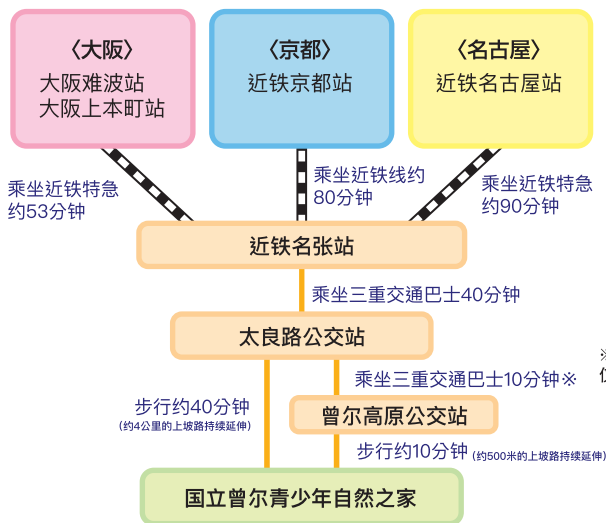 〈大阪〉
大阪难波站
大阪上本町站
〈京都〉
近铁京都站
〈名古屋〉
近铁名古屋站
乘坐近铁特急
约53分钟
乘坐近铁线约
80分钟
乘坐近铁特急
约90分钟
近铁名张站
乘坐三重交通巴士40分钟
太良路公交站
※
乘坐三重交通巴士10分钟※
步行约40分钟
(约4公里的上坡路持续延伸)
曾尔高原公交站
步行约10分钟(约500米的上坡路持续延伸)
国立曾尔青少年自然之家